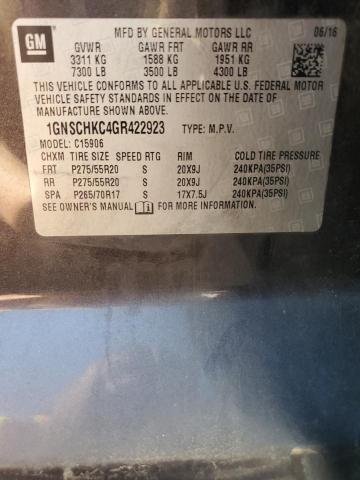 GM
MFD BY GENERAL MOTORS LLC 06/16
GVWR GAWR FRT GAWR RR
3311 KG 1588 KG 1951 KG
7300 LB 3500 LB 4300 LB
THIS VEHICLE CONFORMS TO ALL APPLICABLE U.S. FEDERAL MOTOR
VEHICLE SAFETY STANDARDS IN EFFECT ON THE DATE OF
MANUFACTURE SHOWN ABOVE.
1GNSCHKC4GR422923 TYPE: M.P.V.
MODEL: C15906
CHXM TIRE SIZE SPEED RTG RIM COLD TIRE PRESSURE
FRT P275/55R20 S 20X9J 240KPA(35PSI)
RR P275/55R20 S 20X9J 240KPA(35PSI)
SPA P265/70R17 S 17X7.5J 240KPA(35PSI)
SEE OWNER'S MANUAL FOR MORE INFORMATION.